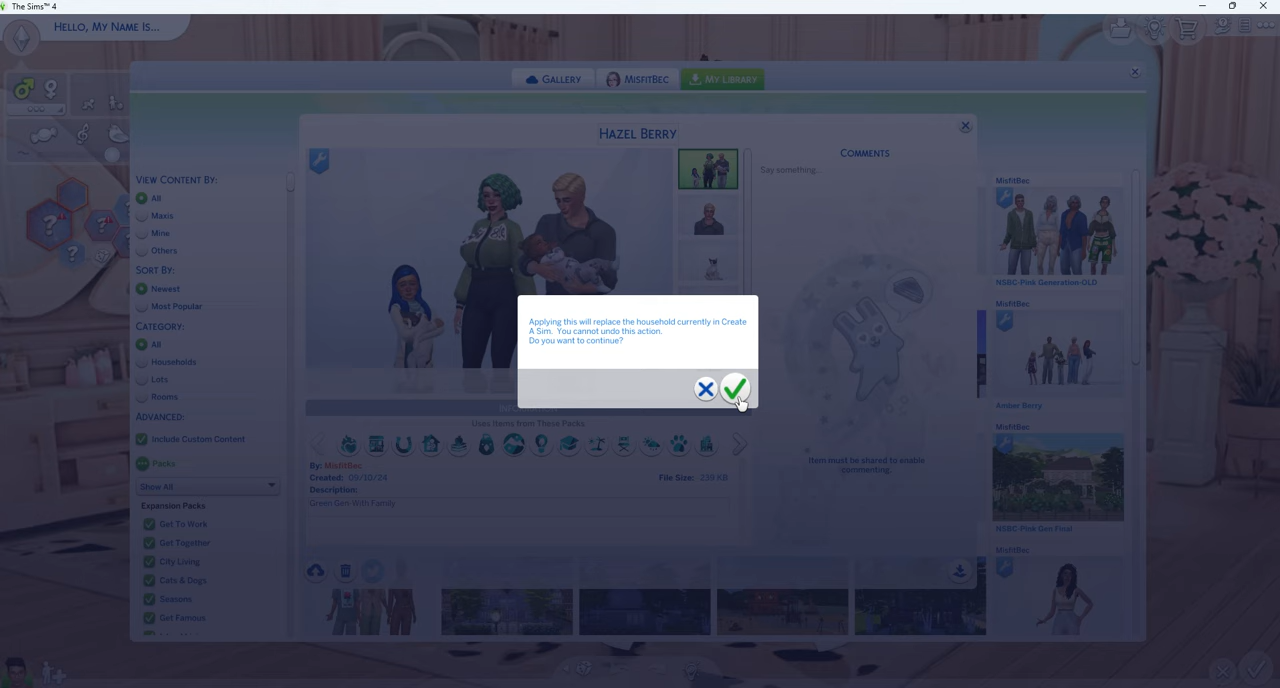 The Sims™ 4
HELLO, MY NAME IS...
GALLERY
MISFITBEC
MY LIBRARY
HAZEL BERRY
COMMENTS
Say something...
VIEW CONTENT BY:
All
Maxis
Mine
Others
SORT BY:
Newest
Most Popular
CATEGORY:
All
Households
Lots
Rooms
ADVANCED:
Include Custom Content
Packs
Show All
Expansion Packs
Get To Work
Get Together
City Living
Cats & Dogs
Seasons
Get Famous
Applying this will replace the household currently in Create
A Sim. You cannot undo this action.
Do you want to continue?
Uses Items from These Packs
By: MisfitBec
Created: 09/10/24
File Size: 239 KB
Description:
Green Gen With Family
Item must be shared to enable
commenting.
MisfitBec
NSBC-Pink Generation-OLD
MisfitBec
Amber Berry
MisfitBec
NSBC-Pink Gen Final
MisfitBec